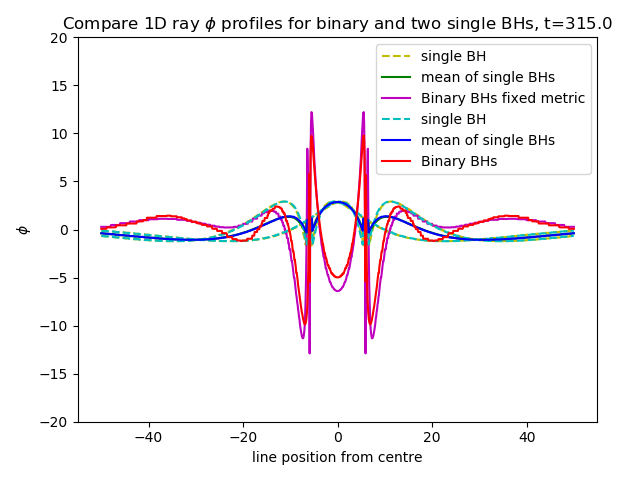 Compare 1D ray ϕ profiles for binary and two single BHs, t=315.0
single BH
mean of single BHs
Binary BHs fixed metric
single BH
mean of single BHs
Binary BHs
20
15
10
5
0
−5
−10
−15
−20
ϕ
−40 −20 0 20 40
line position from centre